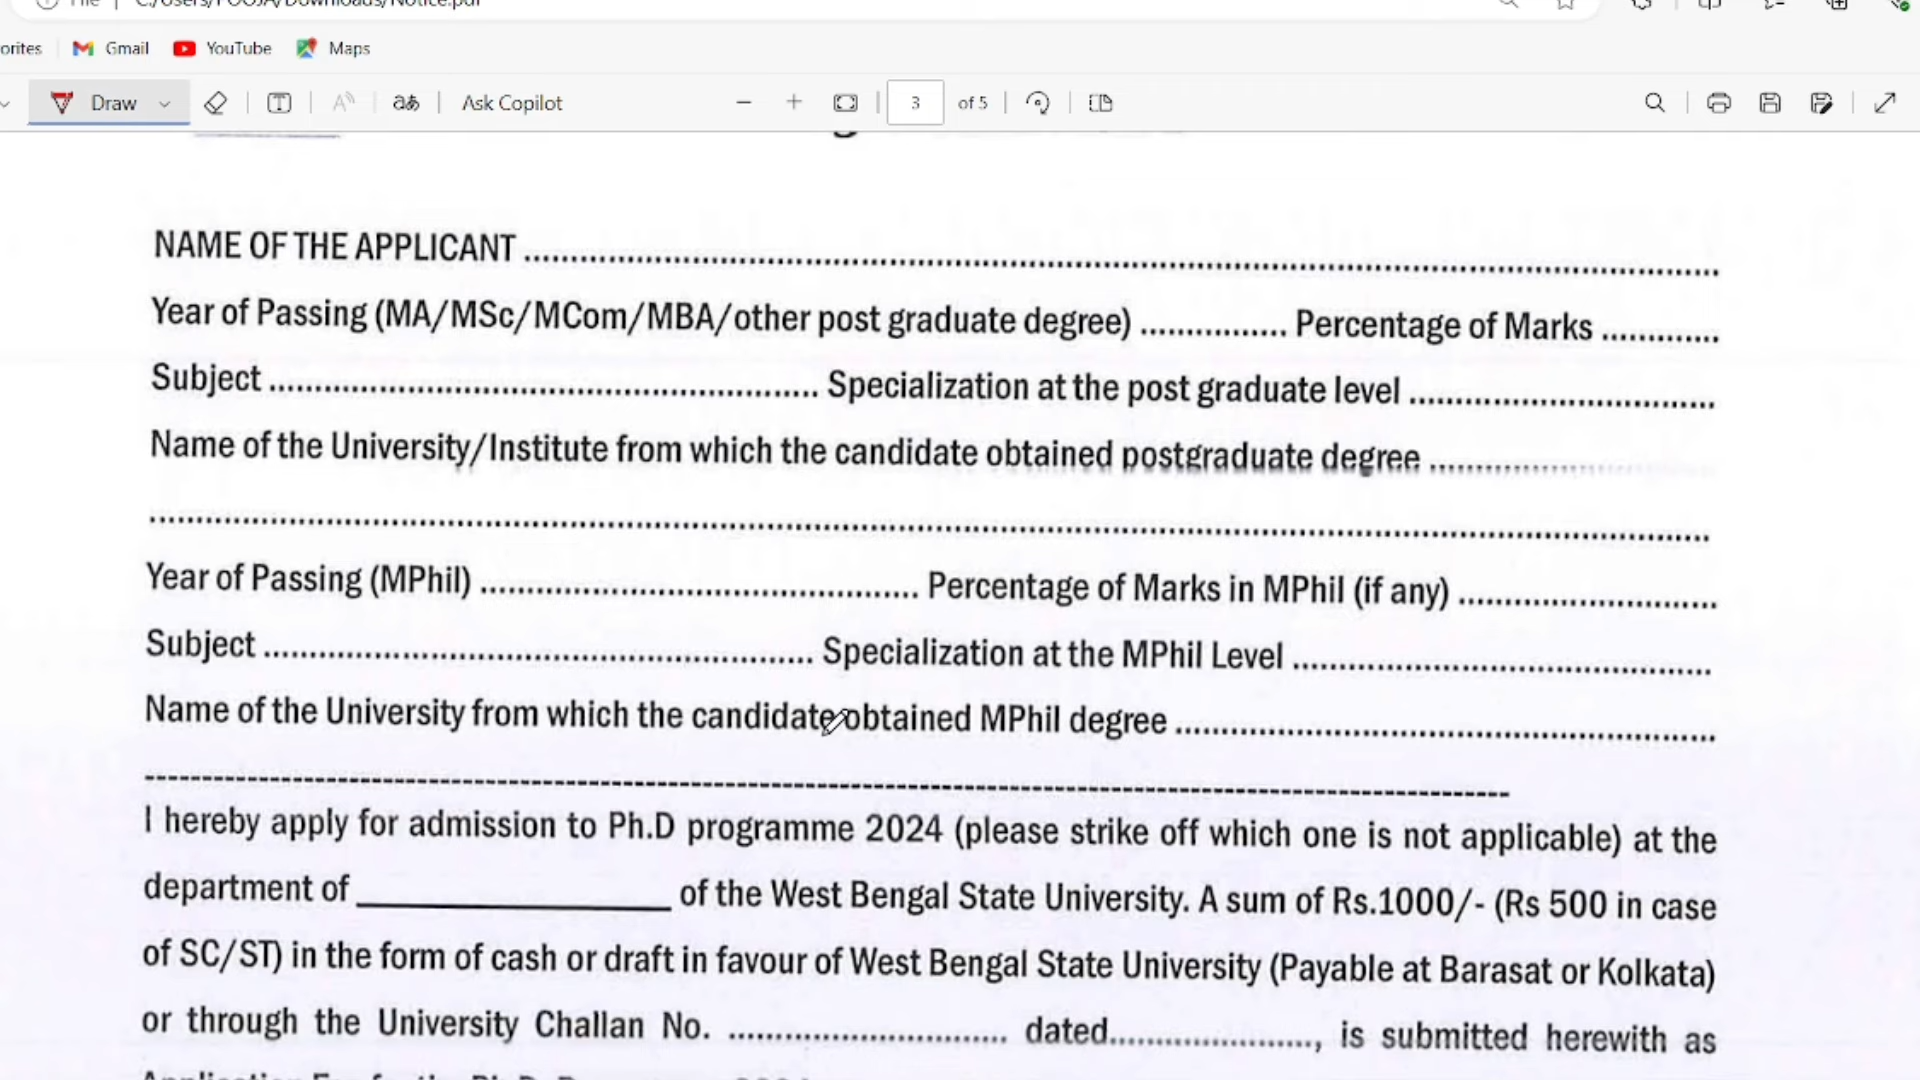 C:/Users/POOJA/Downloads/Notice.pdf
orites Gmail YouTube Maps
Draw Ask Copilot 3 of 5
NAME OF THE APPLICANT ..........................................................................
Year of Passing (MA/MSc/MCom/MBA/other post graduate degree) ................ Percentage of Marks .............
Subject ............................................................ Specialization at the post graduate level .................................
Name of the University/Institute from which the candidate obtained postgraduate degree ...............................
..........................................................................
Year of Passing (MPhil) ................................................ Percentage of Marks in MPhil (if any) ............................
Subject ............................................................ Specialization at the MPhil Level .............................................
Name of the University from which the candidate obtained MPhil degree ..........................................................
--------------------------------------------------------------------------
I hereby apply for admission to Ph.D programme 2024 (please strike off which one is not applicable) at the
department of ______________________ of the West Bengal State University. A sum of Rs.1000/- (Rs 500 in case
of SC/ST) in the form of cash or draft in favour of West Bengal State University (Payable at Barasat or Kolkata)
or through the University Challan No. .............................. dated......................, is submitted herewith as